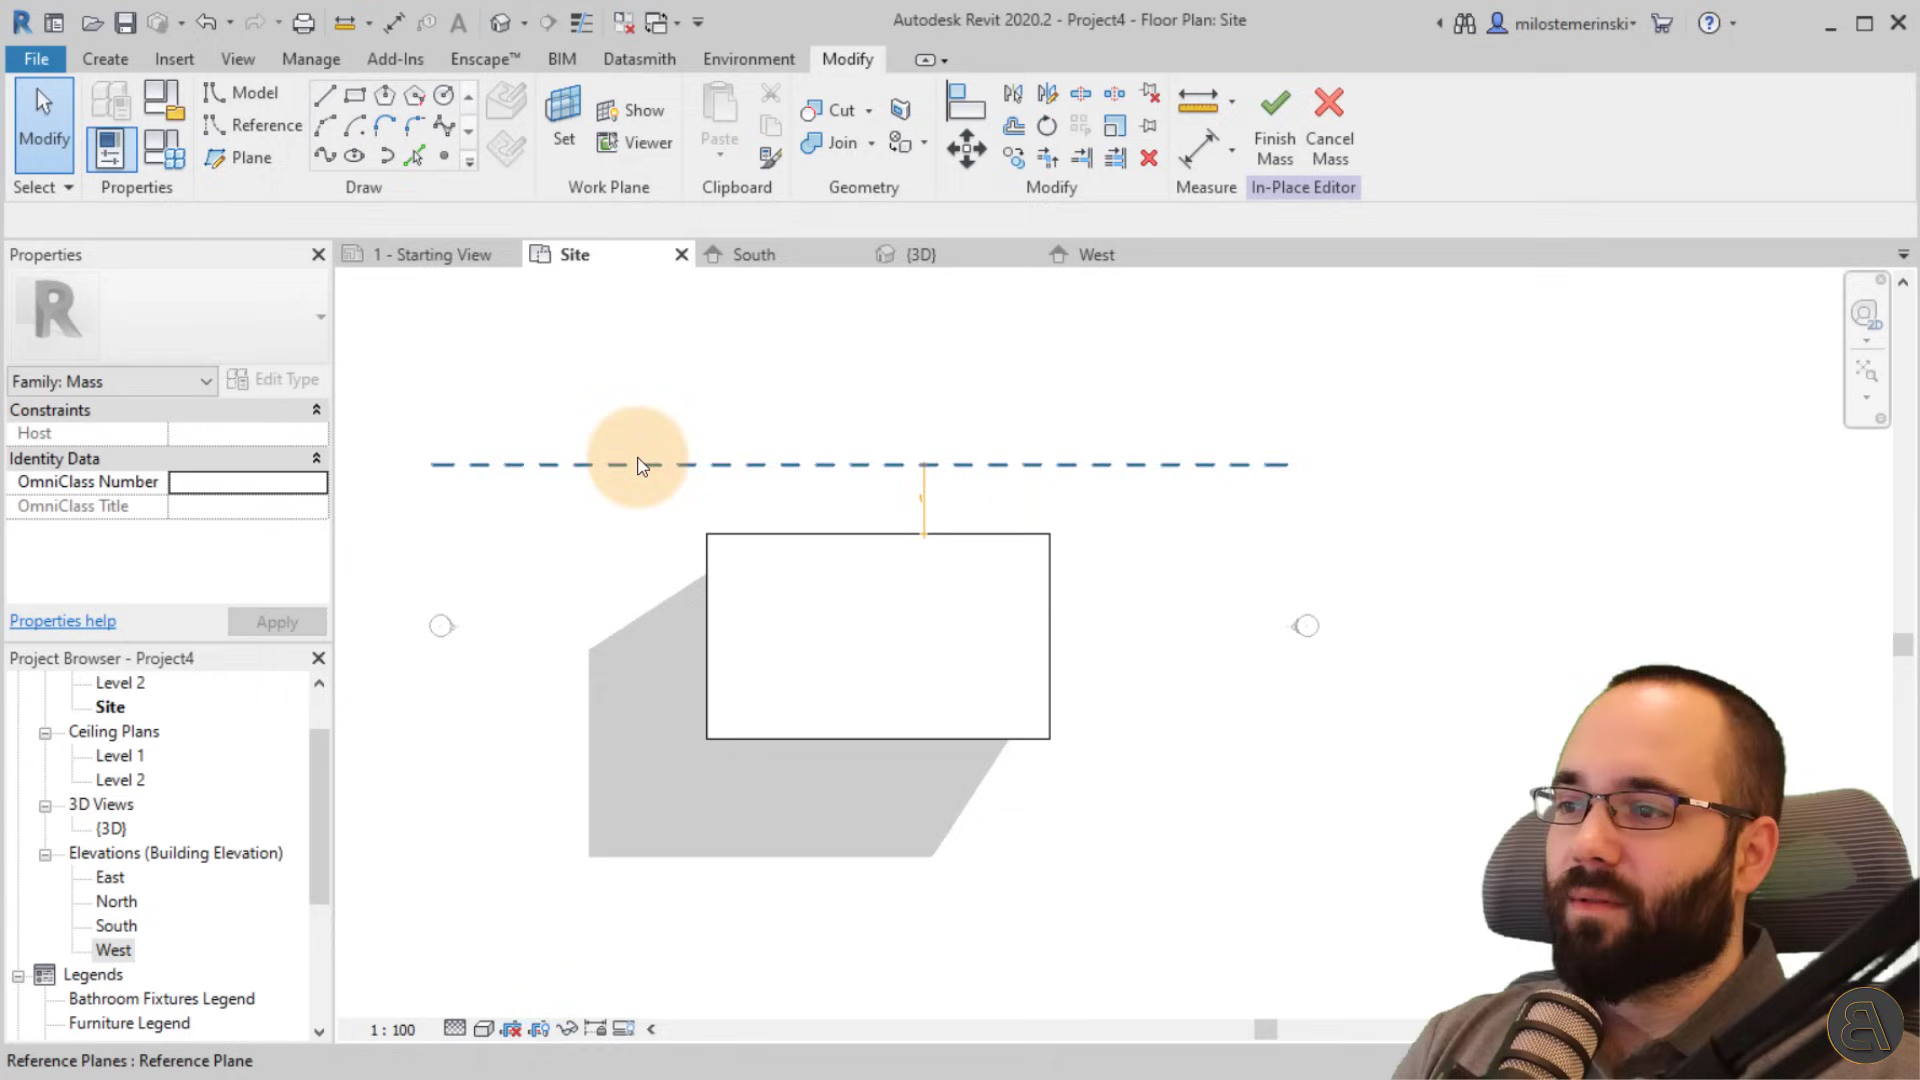 Autodesk Revit 2020.2 - Project4 - Floor Plan: Site
milostemerinski
File Create Insert View Manage Add-Ins Enscape™ BIM Datasmith Environment Modify
Modify
Select
Properties
Model
Reference
Plane
Draw
Set
Show
Viewer
Work Plane
Paste
Clipboard
Cut
Join
Geometry
Modify
Measure
Finish Mass
Cancel Mass
In-Place Editor
Properties
1 - Starting View
Site
South
{3D}
West
R
2D
Family: Mass
Edit Type
Constraints
Host
Identity Data
OmniClass Number
OmniClass Title
Properties help
Apply
Project Browser - Project4
Level 2
Site
Ceiling Plans
Level 1
Level 2
3D Views
{3D}
Elevations (Building Elevation)
East
North
South
West
Legends
Bathroom Fixtures Legend
Furniture Legend
1 : 100
Reference Planes : Reference Plane